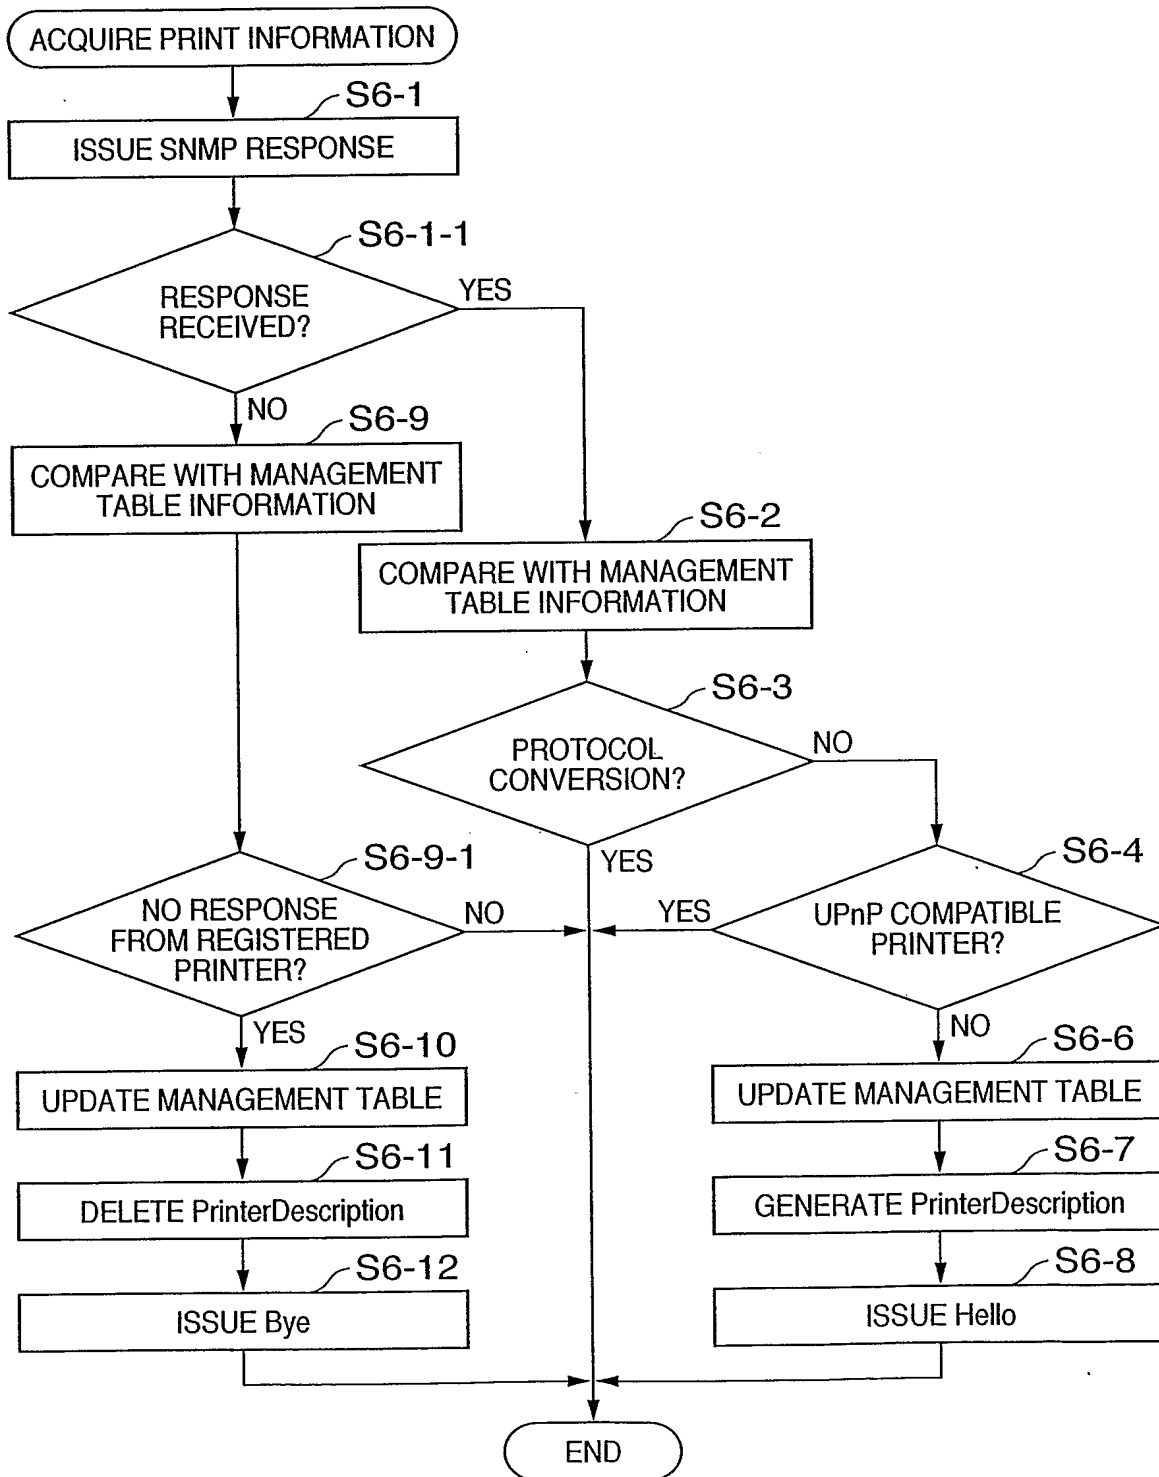 ACQUIRE PRINT INFORMATION
S6-1
ISSUE SNMP RESPONSE
S6-1-1
RESPONSE
RECEIVED?
YES
NO
S6-9
COMPARE WITH MANAGEMENT
TABLE INFORMATION
S6-2
COMPARE WITH MANAGEMENT
TABLE INFORMATION
S6-3
PROTOCOL
CONVERSION?
NO
YES
S6-9-1
NO RESPONSE
FROM REGISTERED
PRINTER?
NO
YES
S6-4
UPnP COMPATIBLE
PRINTER?
YES
NO
S6-10
UPDATE MANAGEMENT TABLE
S6-11
DELETE PrinterDescription
S6-12
ISSUE Bye
S6-6
UPDATE MANAGEMENT TABLE
S6-7
GENERATE PrinterDescription
S6-8
ISSUE Hello
END